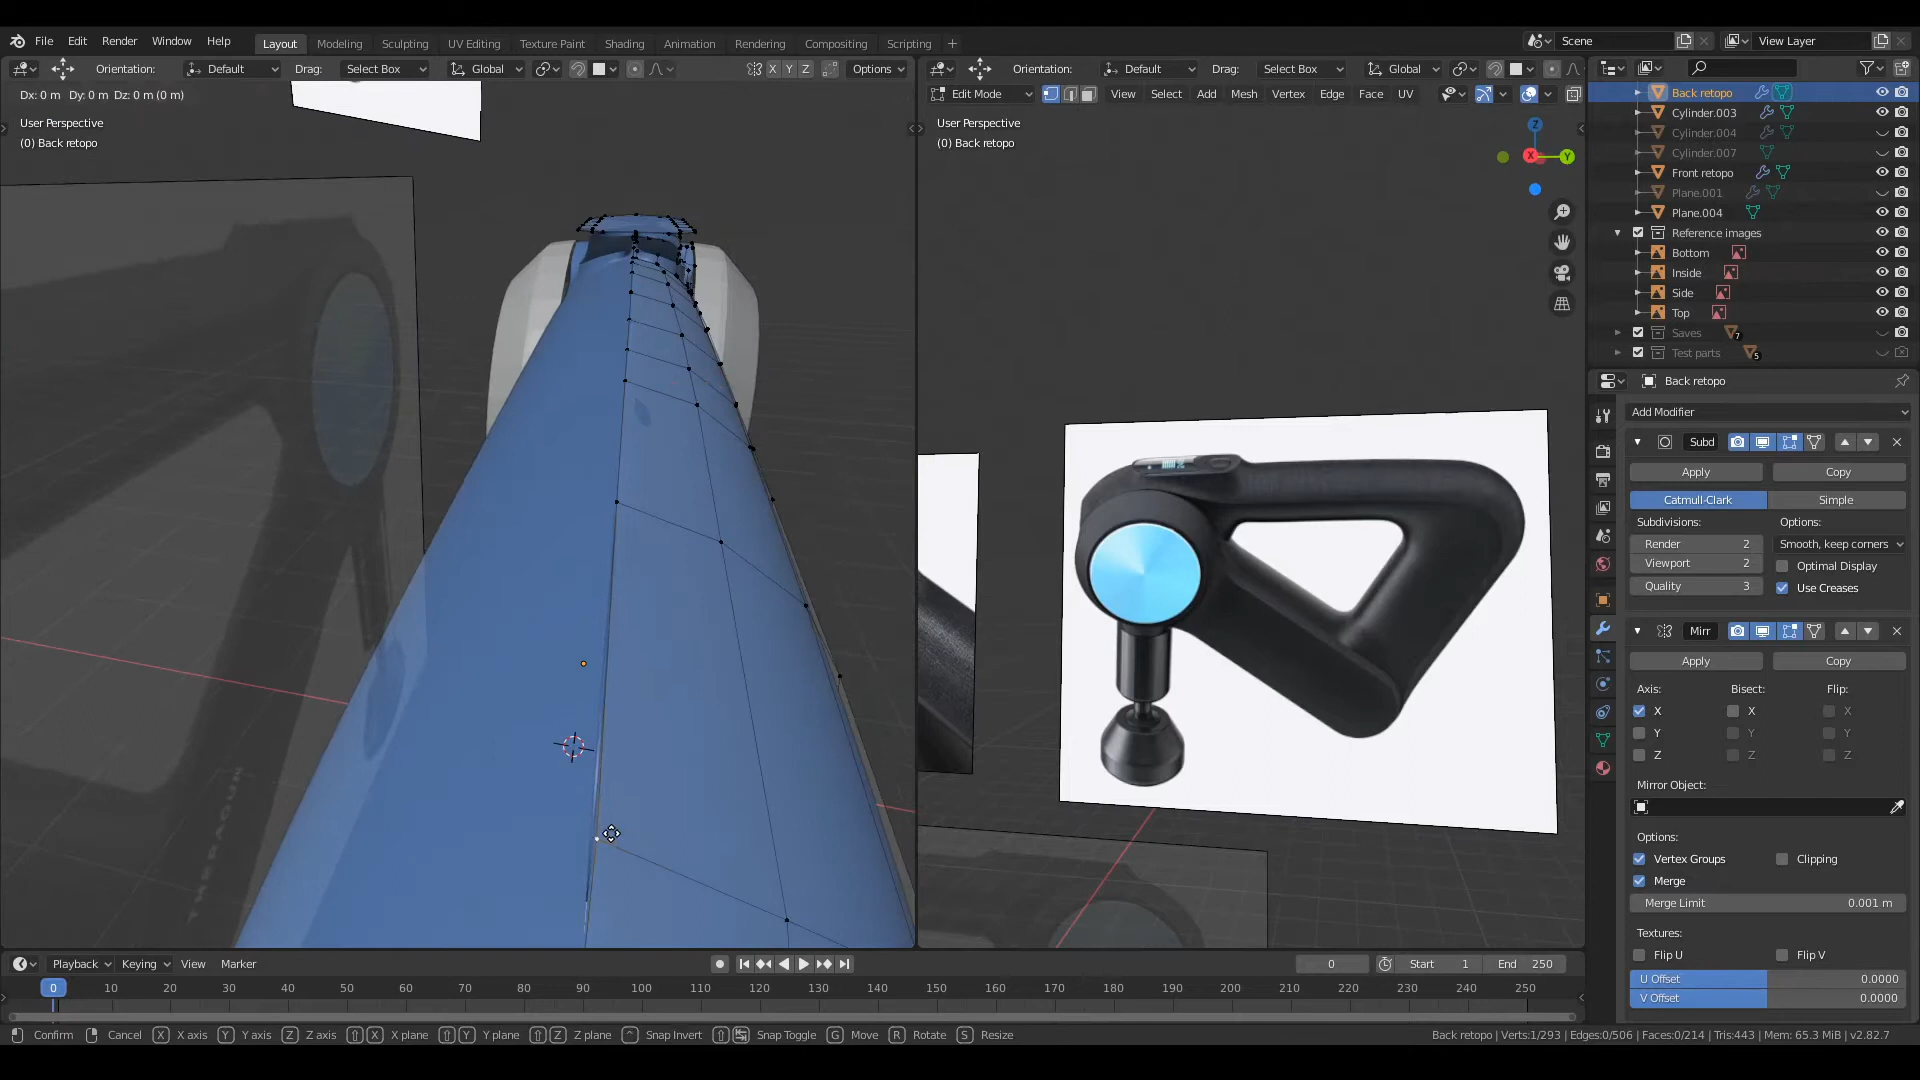 File Edit Render Window Help Layout Modeling Sculpting UV Editing Texture Paint Shading Animation Rendering Compositing Scripting + Scene View Layer
Orientation: Default Drag: Select Box Global X Y Z Options
Orientation: Default Drag: Select Box Global
Dx: 0 m Dy: 0 m Dz: 0 m (0 m)
Edit Mode View Select Add Mesh Vertex Edge Face UV
User Perspective
(0) Back retopo
User Perspective
(0) Back retopo
Z
X
Y
Back retopo
Cylinder.003
Cylinder.004
Cylinder.007
Front retopo
Plane.001
Plane.004
Reference images
Bottom
Inside
Side
Top
Saves 7
Test parts 5
Back retopo
Add Modifier
Subd
Apply Copy
Catmull-Clark Simple
Subdivisions: Options:
Render 2 Smooth, keep corners
Viewport 2 Optimal Display
Quality 3 Use Creases
Mirr
Apply Copy
Axis: Bisect: Flip:
X X X
Y Y Y
Z Z Z
Mirror Object:
Options:
Vertex Groups Clipping
Merge
Merge Limit 0.001 m
Textures:
Flip U Flip V
U Offset 0.0000
V Offset 0.0000
Playback Keying View Marker 0 Start 1 End 250
0 10 20 30 40 50 60 70 80 90 100 110 120 130 140 150 160 170 180 190 200 210 220 230 240 250
Confirm Cancel X X axis Y Y axis Z Z axis X X plane Y Y plane Z Z plane Snap Invert Snap Toggle G Move R Rotate S Resize
Back retopo | Verts:1/293 | Edges:0/506 | Faces:0/214 | Tris:443 | Mem: 65.3 MiB | v2.82.7